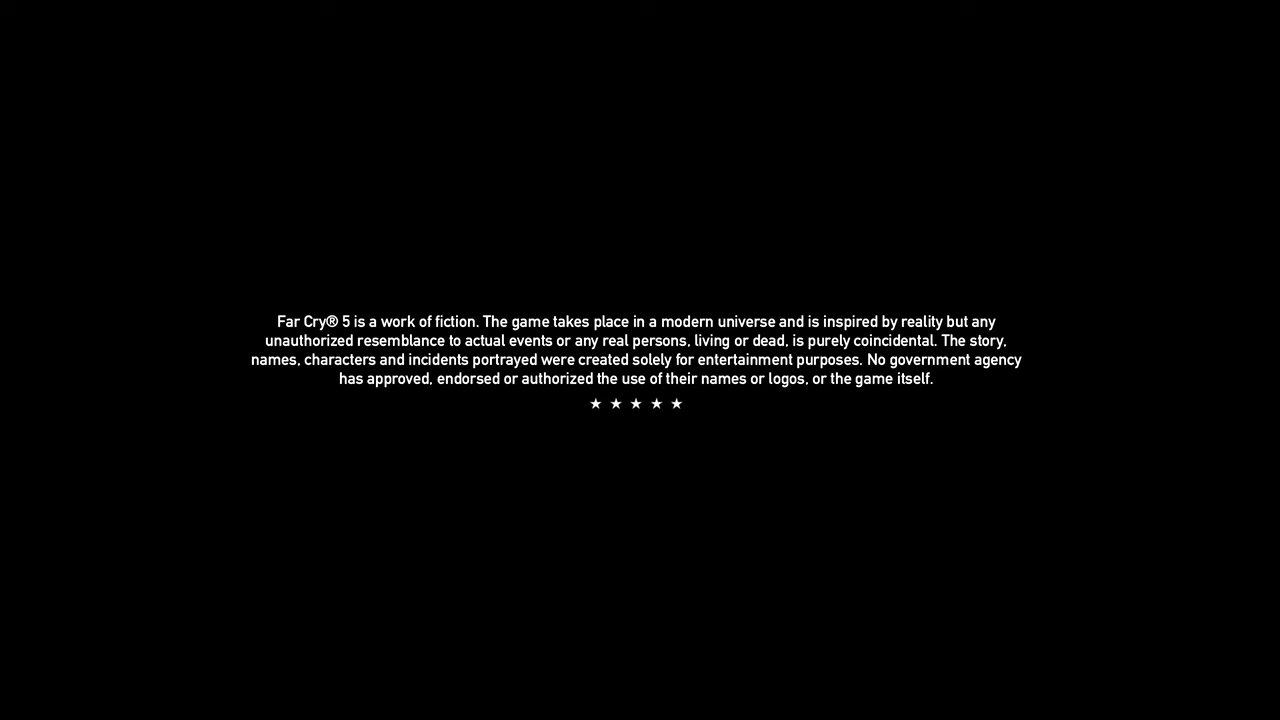 Far Cry® 5 is a work of fiction. The game takes place in a modern universe and is inspired by reality but any
unauthorized resemblance to actual events or any real persons, living or dead, is purely coincidental. The story,
names, characters and incidents portrayed were created solely for entertainment purposes. No government agency
has approved, endorsed or authorized the use of their names or logos, or the game itself.
★ ★ ★ ★ ★